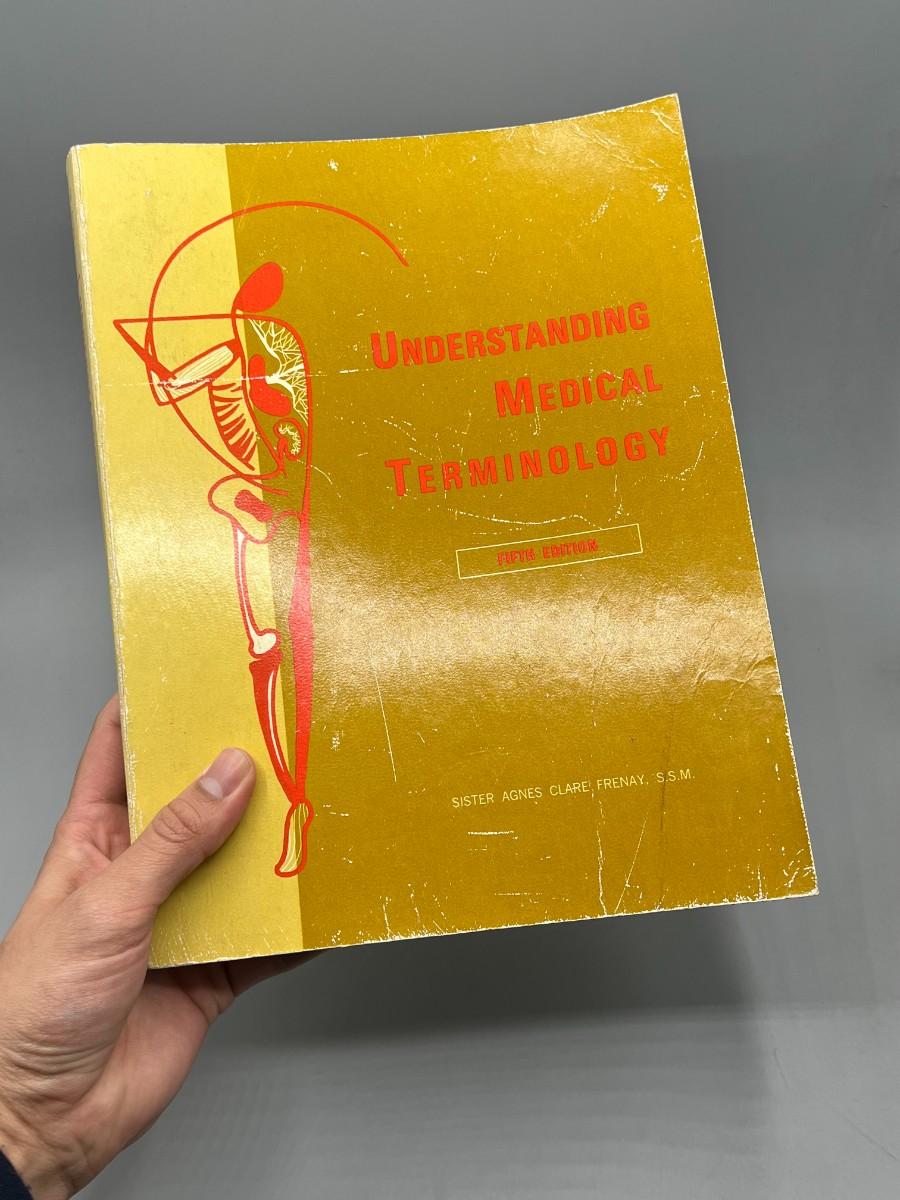 UNDERSTANDING
MEDICAL
TERMINOLOGY
FIFTH EDITION
SISTER AGNES CLARE FRENAY, S.S.M.